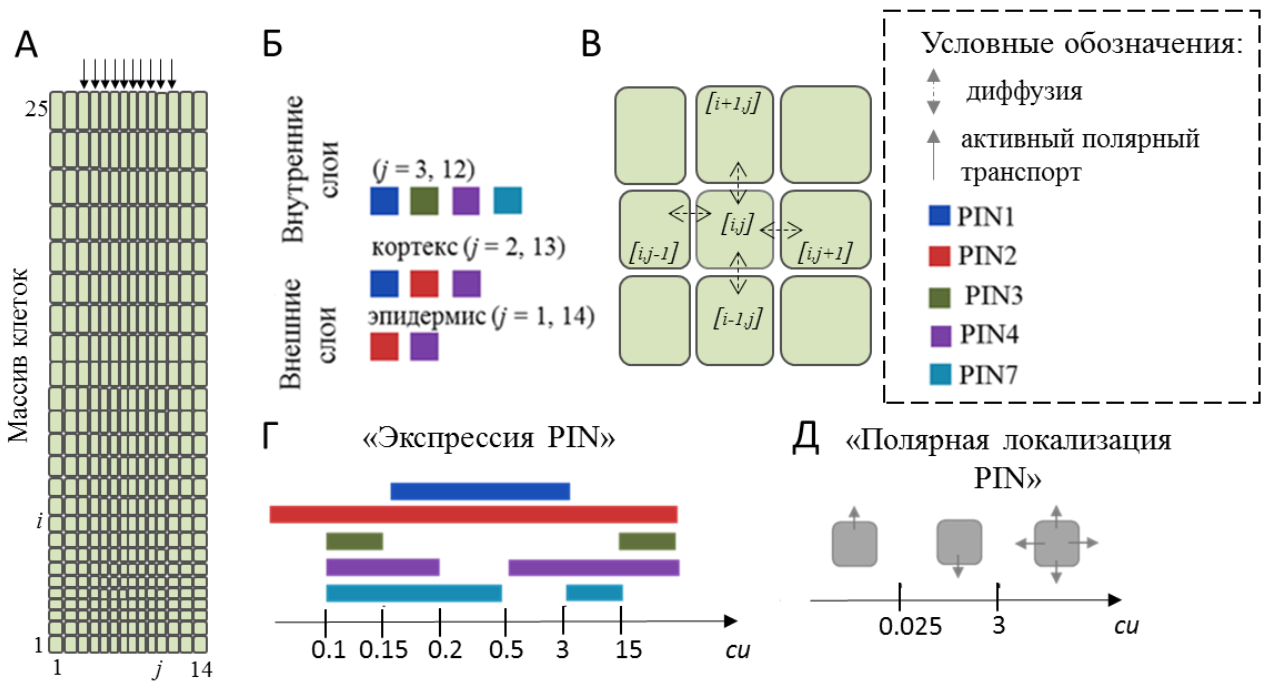 А
25
Массив клеток
i
1
1
j
14
Б
Внутренние
слои
(j = 3, 12)
кортекс (j = 2, 13)
Внешние
слои
эпидермис (j = 1, 14)
В
[i+1,j]
[i,j]
[i,j-1]
[i,j+1]
[i-1,j]
Условные обозначения:
диффузия
активный полярный
транспорт
PIN1
PIN2
PIN3
PIN4
PIN7
Г
«Экспрессия PIN»
0.1 0.15 0.2 0.5 3 15 си
Д
«Полярная локализация
PIN»
0.025 3 си